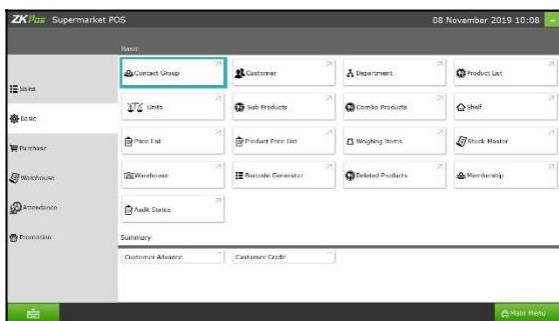 ZKPos Supermarket POS 08 November 2019 10:08
Basic
Contact Group Customer Department Product List
Sales
Units Sub Products Combo Products Shelf
Basic
Price List Product Price List Weighing Items Stock Master
Purchase
Warehouse Warehouse Barcode Generator Deleted Products Membership
Attendance
Audit Status
Promotion
Summary
Customer Advance Customer Credit
Main Menu